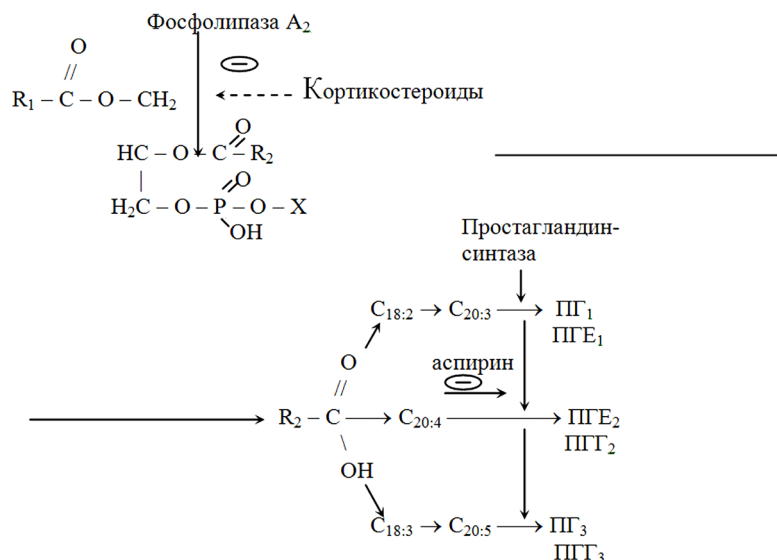 Фосфолипаза А₂
O
//
R₁ – C – O – CH₂
Кортикостероиды
HC – O – C – R₂
O
|
O
H₂C – O – P – O – X
OH
Простагландин-
синтаза
C₁₈:₂ → C₂₀:₃ → ПГ₁
ПГЕ₁
O
//
аспирин
R₂ – C → C₂₀:₄ → ПГЕ₂
ПГГ₂
\
OH
C₁₈:₃ → C₂₀:₅ → ПГ₃
ПГГ₃